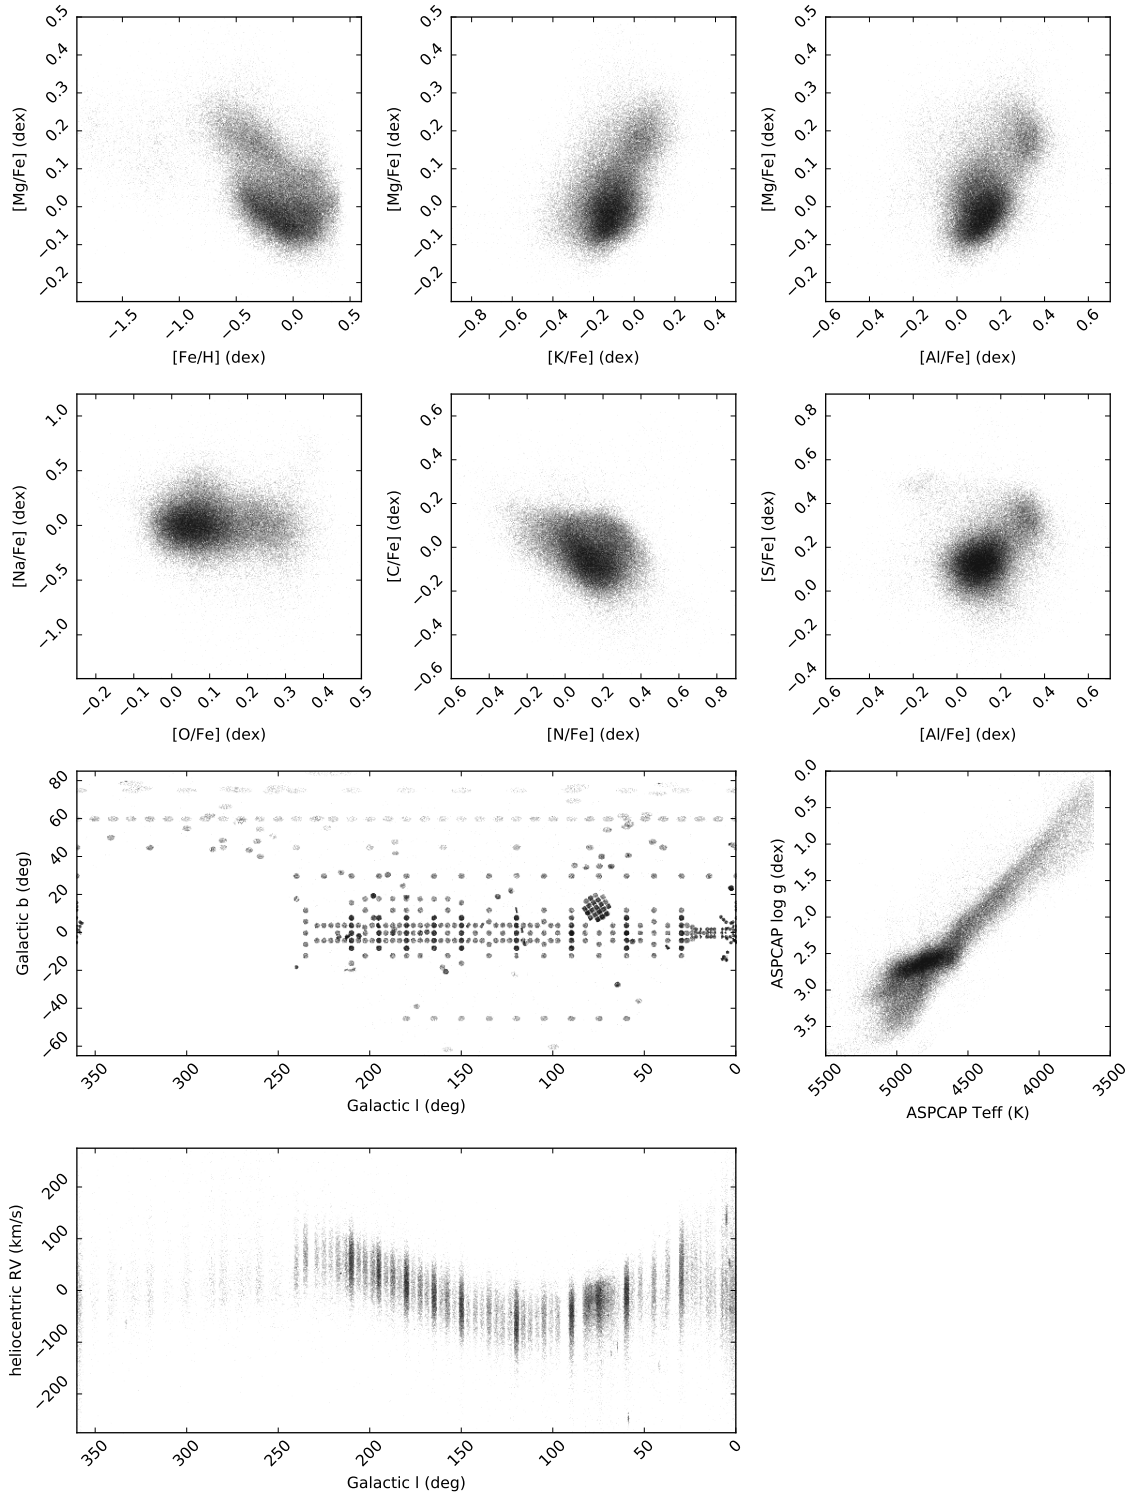 0.5
0.4
0.3
0.2
0.1
0.0
−0.1
−0.2
[Mg/Fe] (dex)
−1.5 −1.0 −0.5 0.0 0.5
[Fe/H] (dex)
0.5
0.4
0.3
0.2
0.1
0.0
−0.1
−0.2
[Mg/Fe] (dex)
−0.8 −0.6 −0.4 −0.2 0.0 0.2 0.4
[K/Fe] (dex)
0.5
0.4
0.3
0.2
0.1
0.0
−0.1
−0.2
[Mg/Fe] (dex)
−0.6 −0.4 −0.2 0.0 0.2 0.4 0.6
[Al/Fe] (dex)
1.0
0.5
0.0
−0.5
−1.0
[Na/Fe] (dex)
−0.2 −0.1 0.0 0.1 0.2 0.3 0.4 0.5
[O/Fe] (dex)
0.6
0.4
0.2
0.0
−0.2
−0.4
−0.6
[C/Fe] (dex)
−0.6 −0.4 −0.2 0.0 0.2 0.4 0.6 0.8
[N/Fe] (dex)
0.8
0.6
0.4
0.2
0.0
−0.2
−0.4
[S/Fe] (dex)
−0.6 −0.4 −0.2 0.0 0.2 0.4 0.6
[Al/Fe] (dex)
80
60
40
20
0
−20
−40
−60
Galactic b (deg)
350 300 250 200 150 100 50 0
Galactic l (deg)
0.0
0.5
1.0
1.5
2.0
2.5
3.0
3.5
ASPCAP log g (dex)
5500 5000 4500 4000 3500
ASPCAP Teff (K)
200
100
0
−100
−200
heliocentric RV (km/s)
350 300 250 200 150 100 50 0
Galactic l (deg)